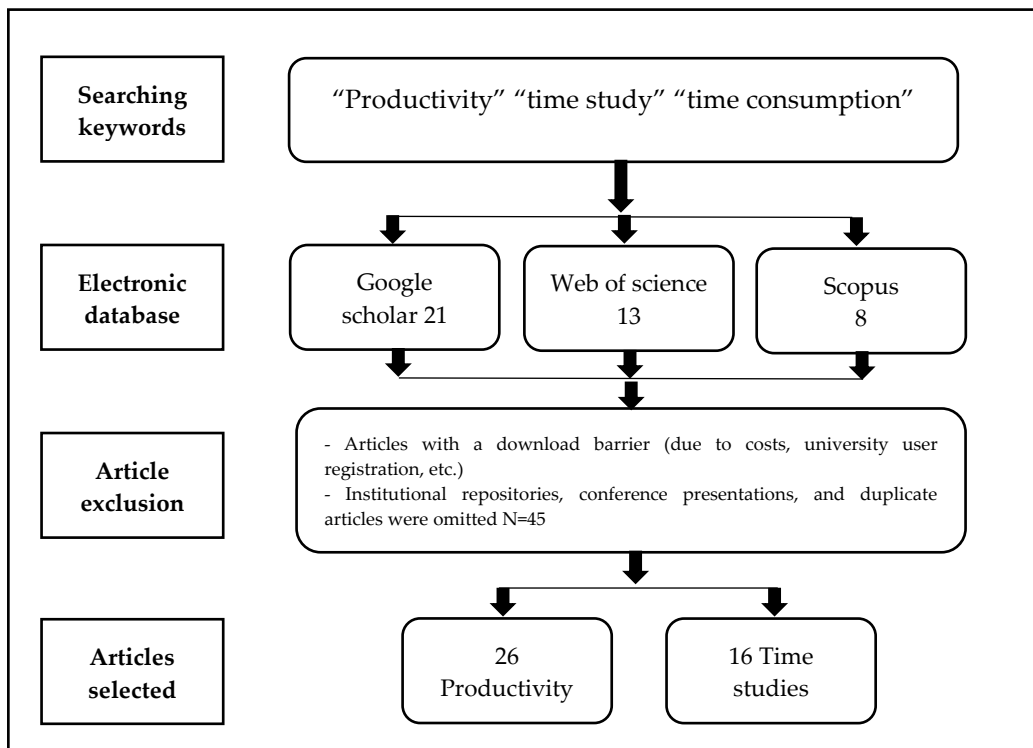 Searching
keywords
“Productivity” “time study” “time consumption”
Electronic
database
Google
scholar 21
Web of science
13
Scopus
8
Article
exclusion
- Articles with a download barrier (due to costs, university user
registration, etc.)
- Institutional repositories, conference presentations, and duplicate
articles were omitted N=45
Articles
selected
26
Productivity
16 Time
studies